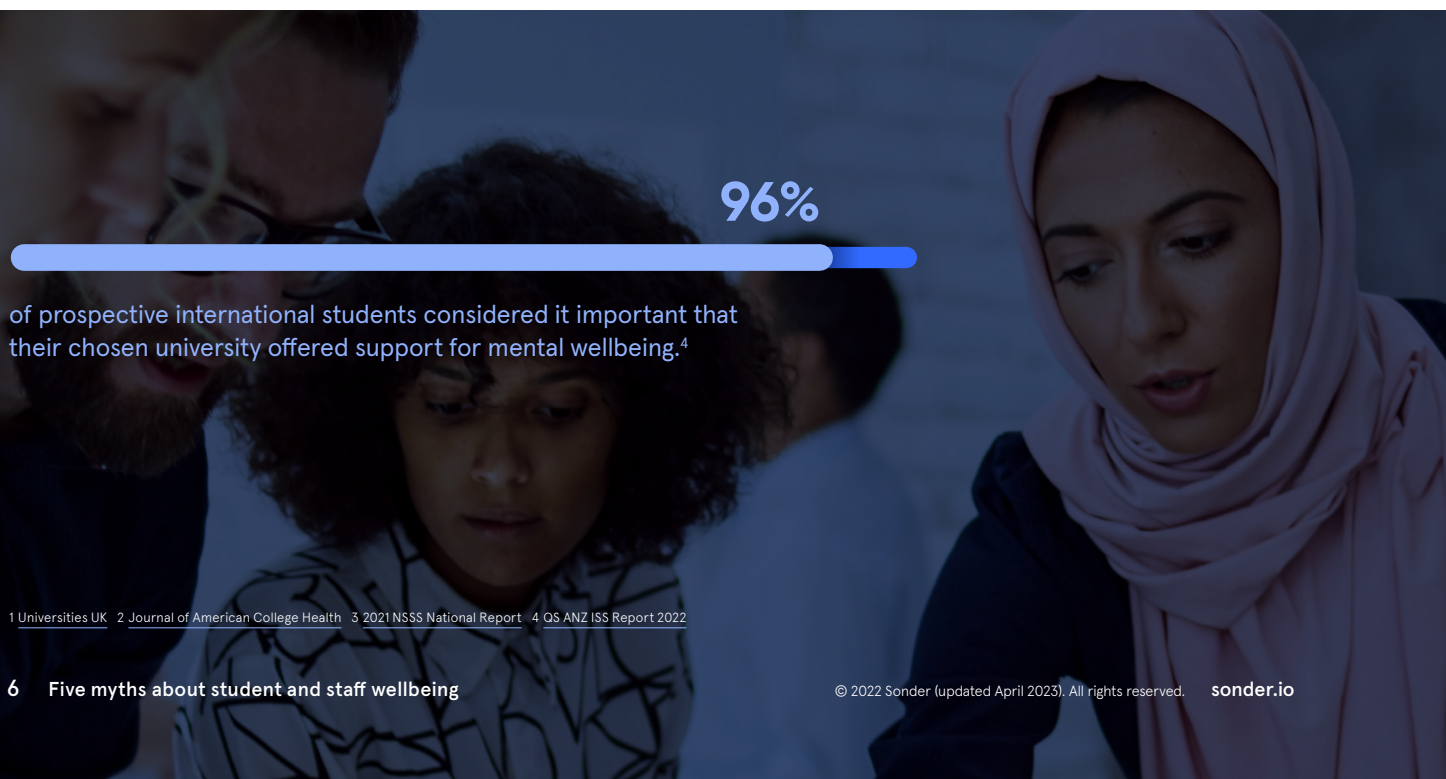 96%
of prospective international students considered it important that
their chosen university offered support for mental wellbeing.4
1 Universities UK 2 Journal of American College Health 3 2021 NSSS National Report 4 QS ANZ ISS Report 2022
6 Five myths about student and staff wellbeing © 2022 Sonder (updated April 2023). All rights reserved. sonder.io